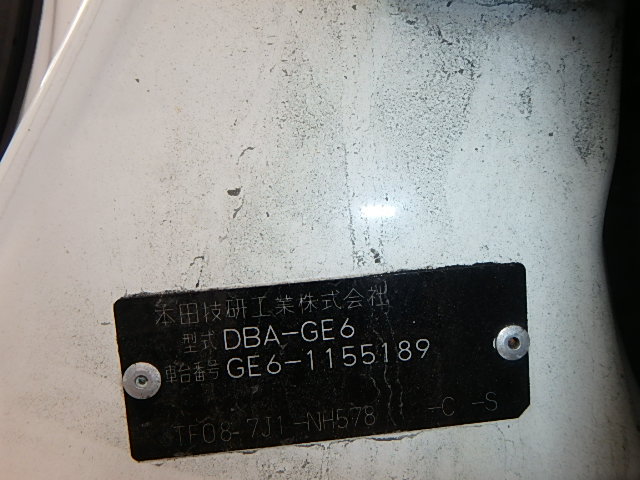 本田技研工業株式会社
型式 DBA-GE6
車台番号 GE6-1155189
TF08-7J1-NH578 -C -S